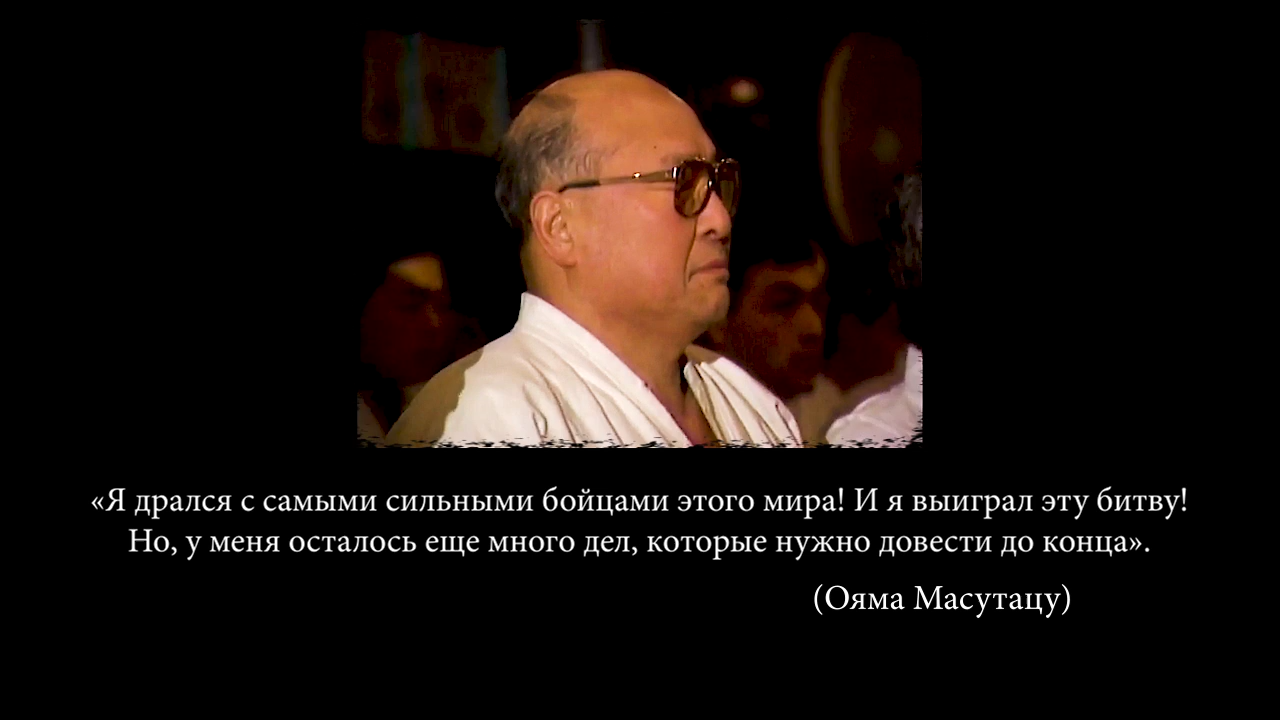 «Я дрался с самыми сильными бойцами этого мира! И я выиграл эту битву!
Но, у меня осталось еще много дел, которые нужно довести до конца».
(Ояма Масутацу)